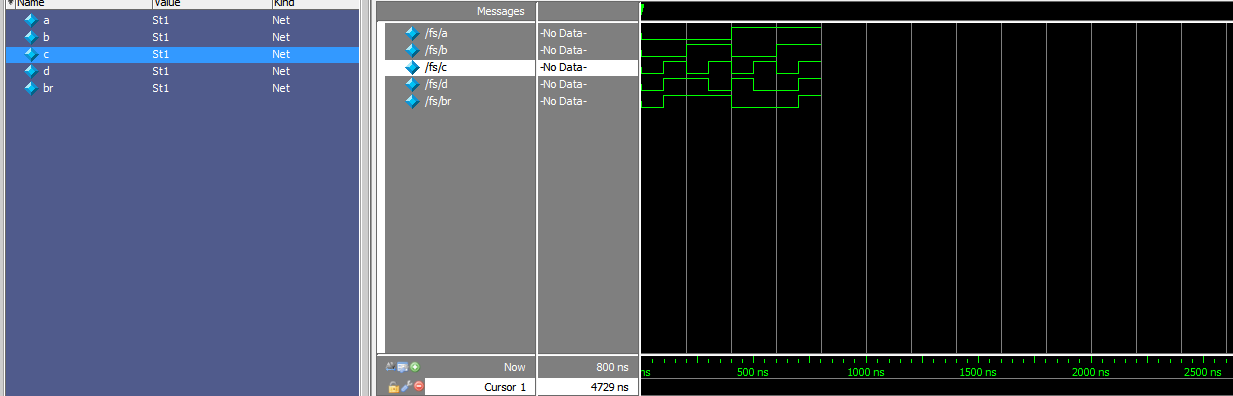 Name Value Kind
a St1 Net
b St1 Net
c St1 Net
d St1 Net
br St1 Net
Messages
/fs/a -No Data-
/fs/b -No Data-
/fs/c -No Data-
/fs/d -No Data-
/fs/br -No Data-
Now 800 ns
ns 500 ns 1000 ns 1500 ns 2000 ns 2500 ns
Cursor 1 4729 ns